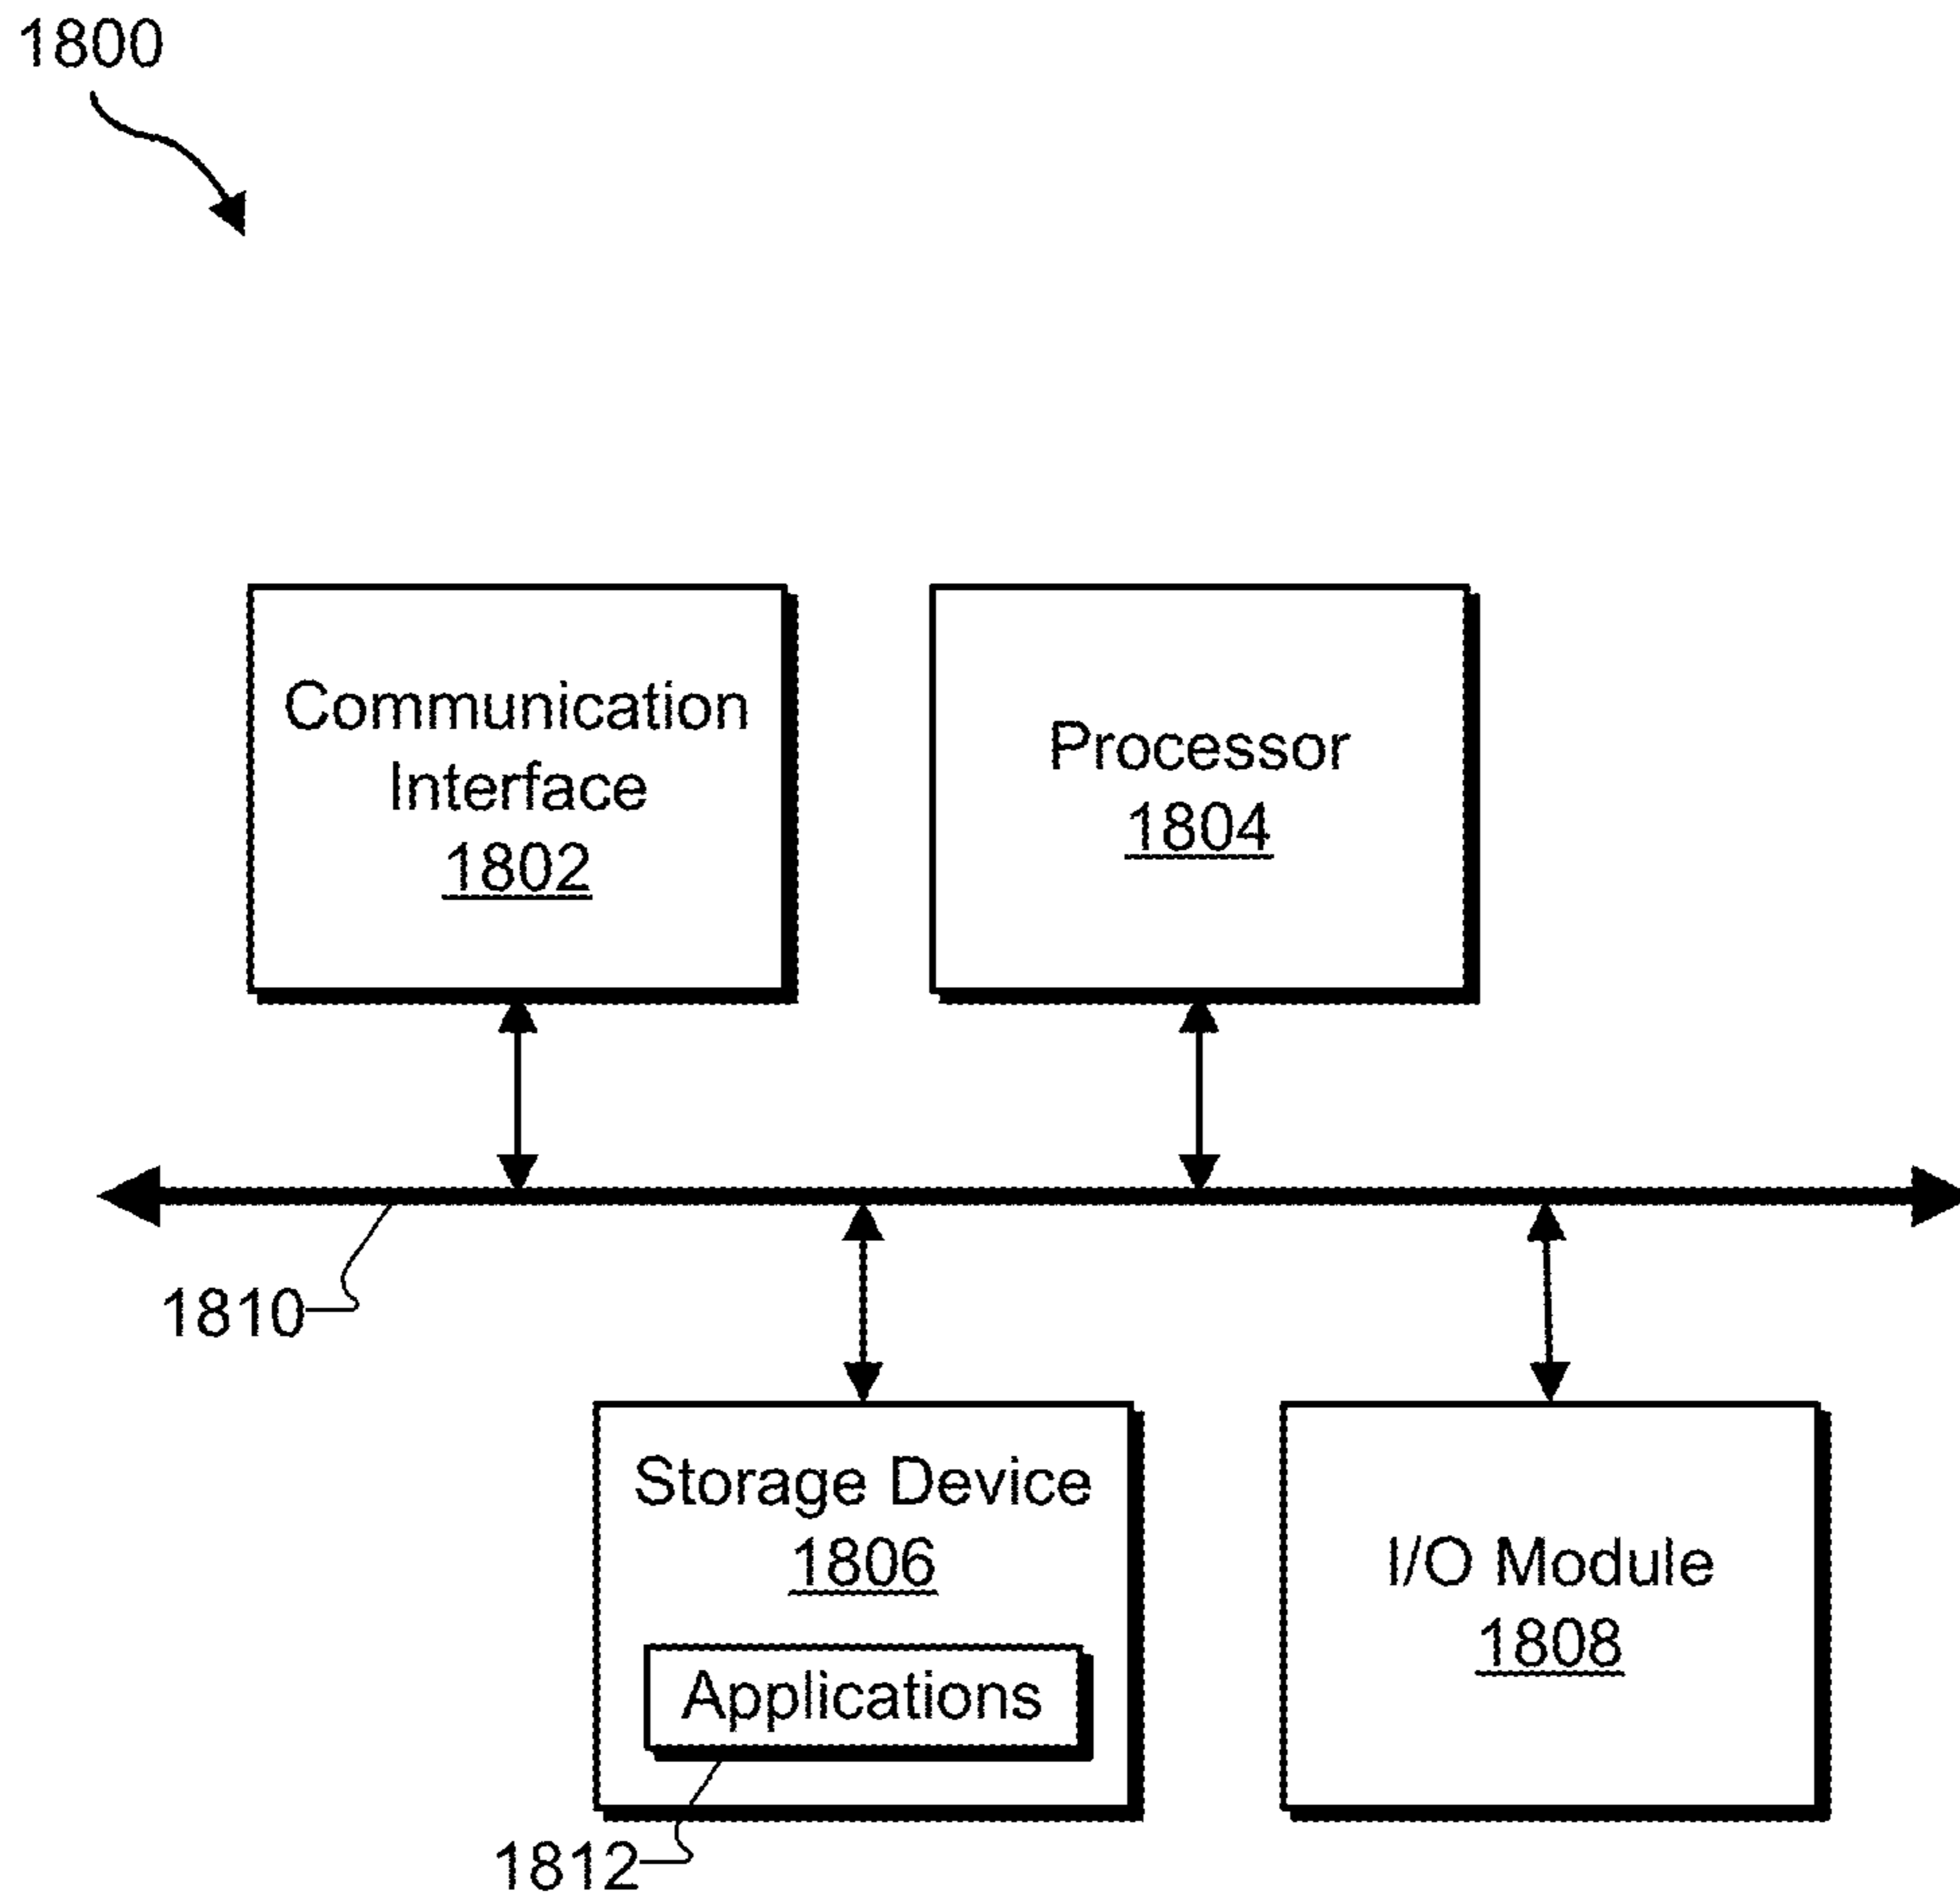 1800
Communication
Interface
1802
Processor
1804
1810
Storage Device
1806
Applications
1812
I/O Module
1808